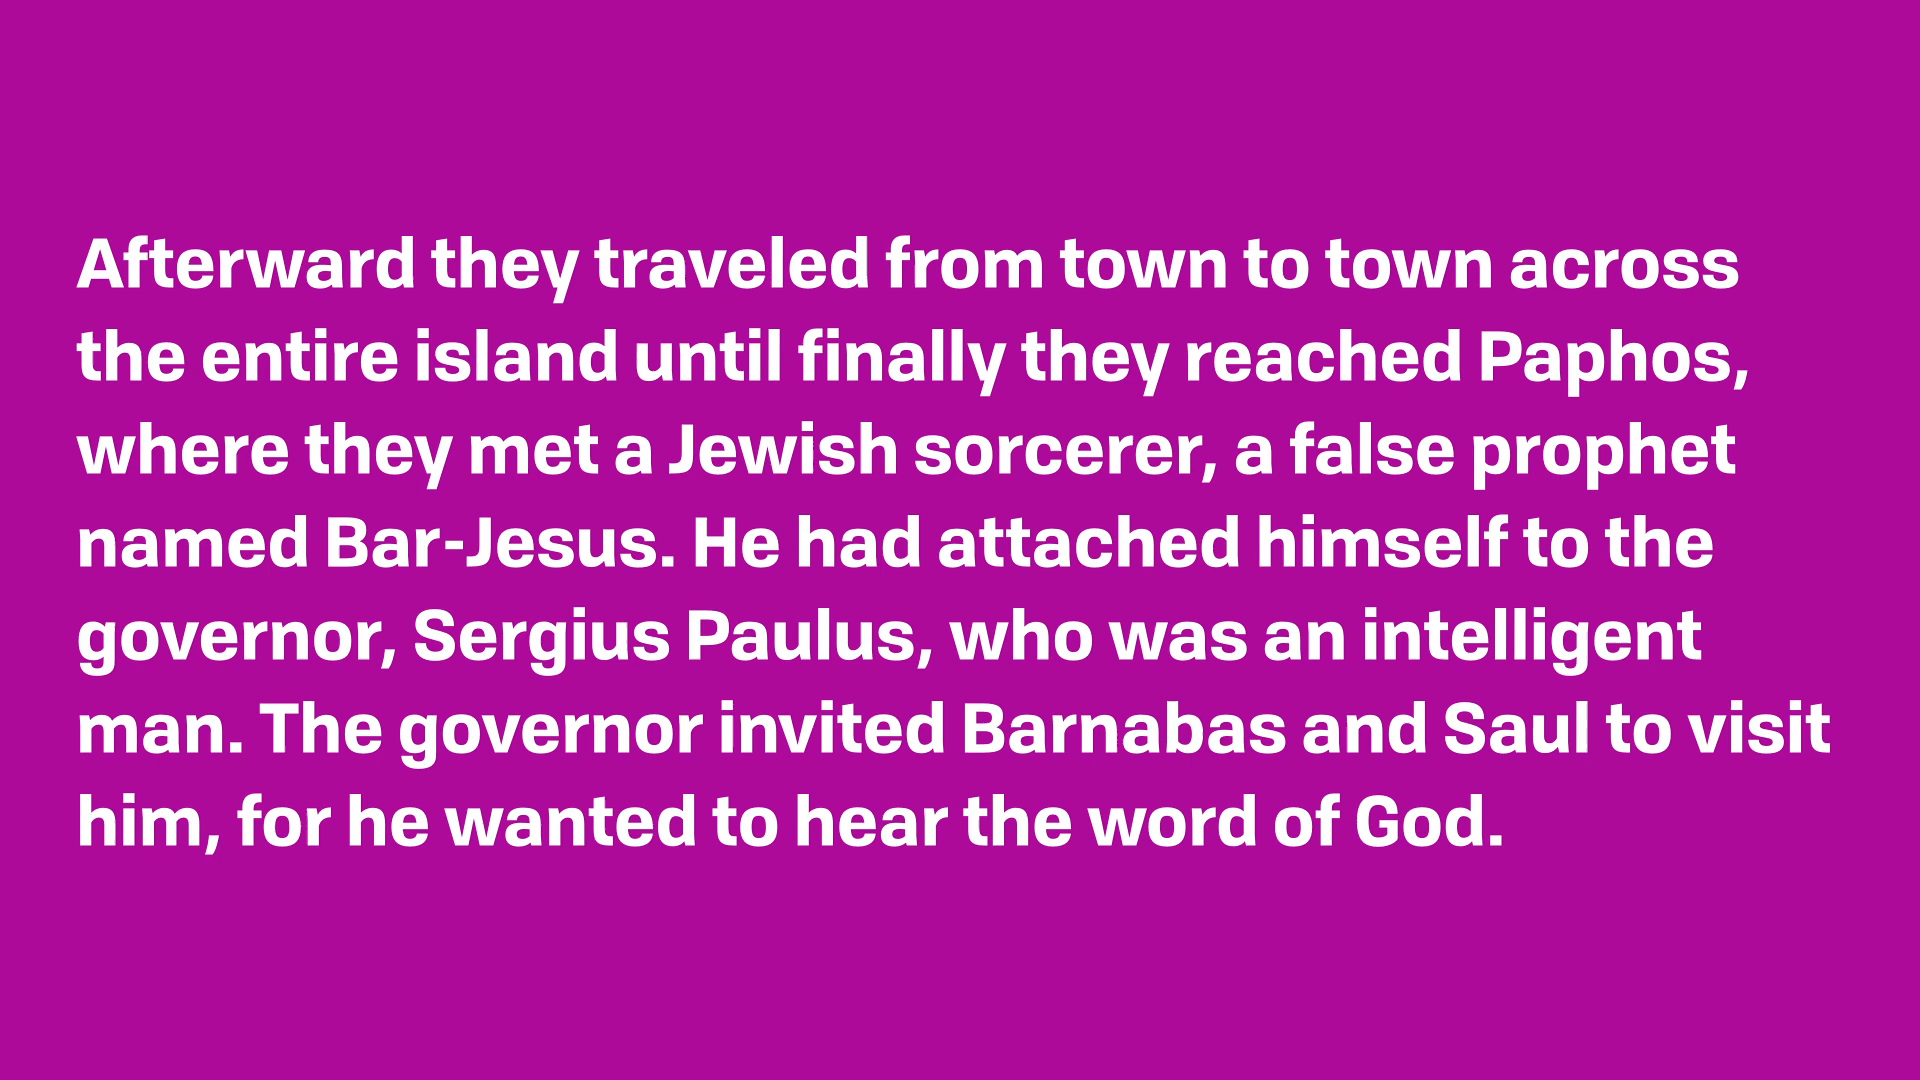 Afterward they traveled from town to town across
the entire island until finally they reached Paphos,
where they met a Jewish sorcerer, a false prophet
named Bar-Jesus. He had attached himself to the
governor, Sergius Paulus, who was an intelligent
man. The governor invited Barnabas and Saul to visit
him, for he wanted to hear the word of God.